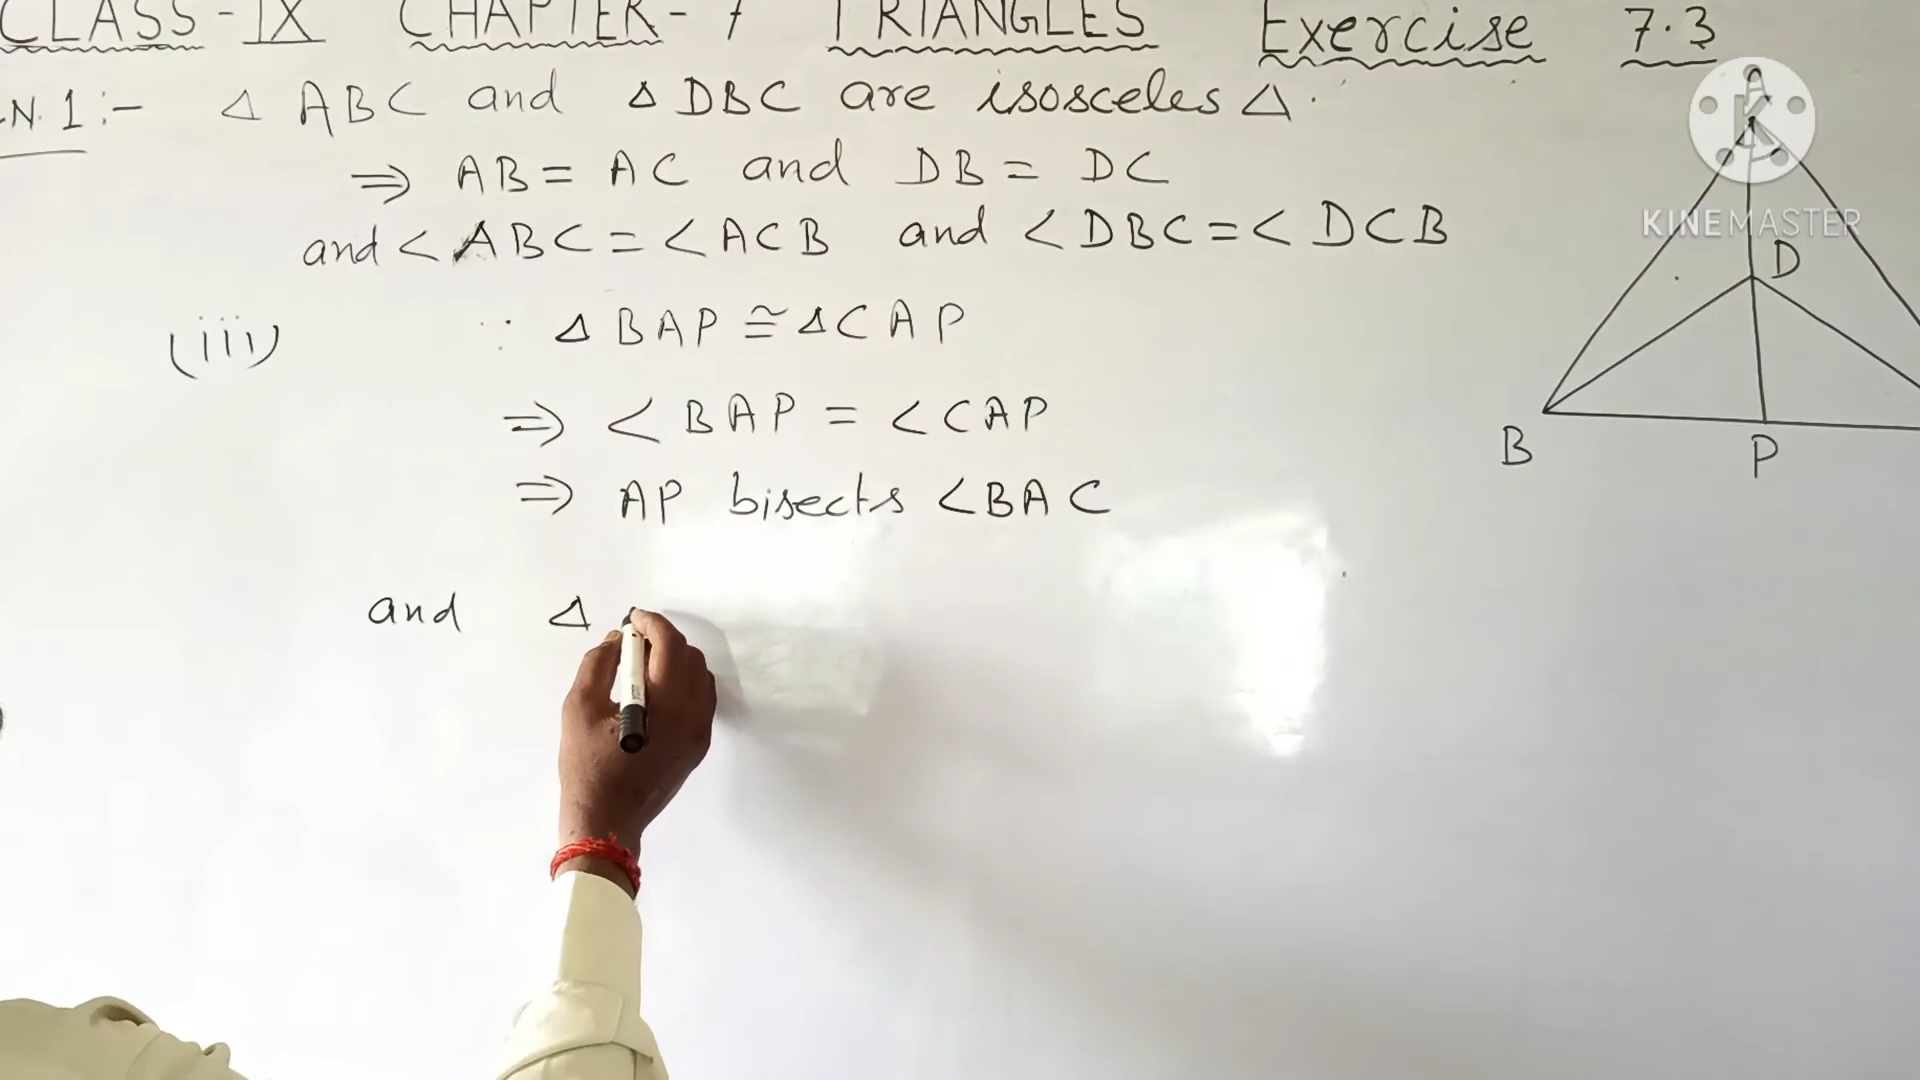 CLASS-IX CHAPTER-7 TRIANGLES Exercise 7.3
.N. 1:- Δ ABC and Δ DBC are isosceles Δ.
⇒ AB = AC and DB = DC
and < ABC = < ACB and < DBC = < DCB
(iii) ∵ Δ BAP ≅ Δ CAP
⇒ < BAP = < CAP
⇒ AP bisects < BAC
and Δ
D
B
P
KINEMASTER